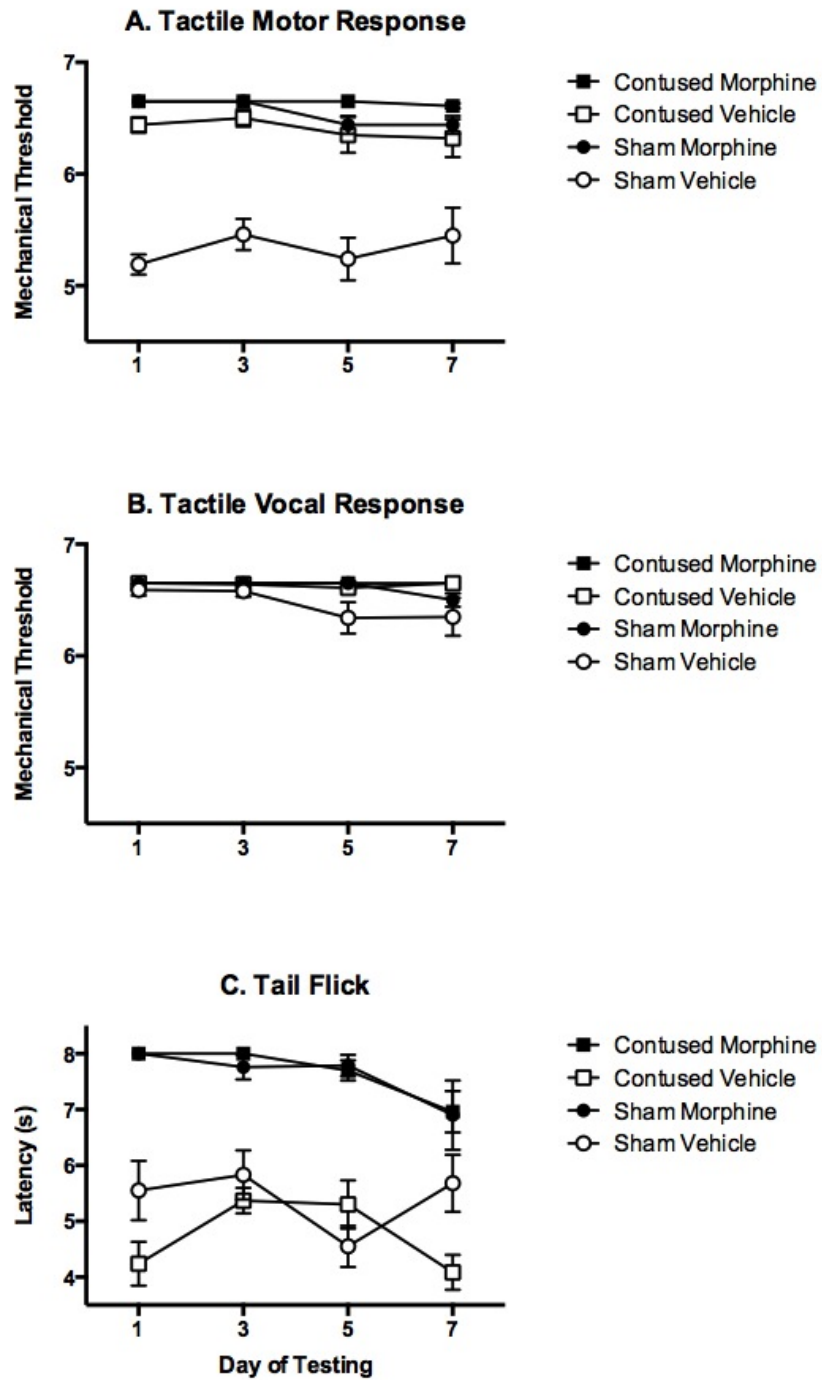 A. Tactile Motor Response
Mechanical Threshold
7
6
5
1 3 5 7
Contused Morphine
Contused Vehicle
Sham Morphine
Sham Vehicle
B. Tactile Vocal Response
Mechanical Threshold
7
6
5
1 3 5 7
Contused Morphine
Contused Vehicle
Sham Morphine
Sham Vehicle
C. Tail Flick
Latency (s)
8
7
6
5
4
1 3 5 7
Day of Testing
Contused Morphine
Contused Vehicle
Sham Morphine
Sham Vehicle